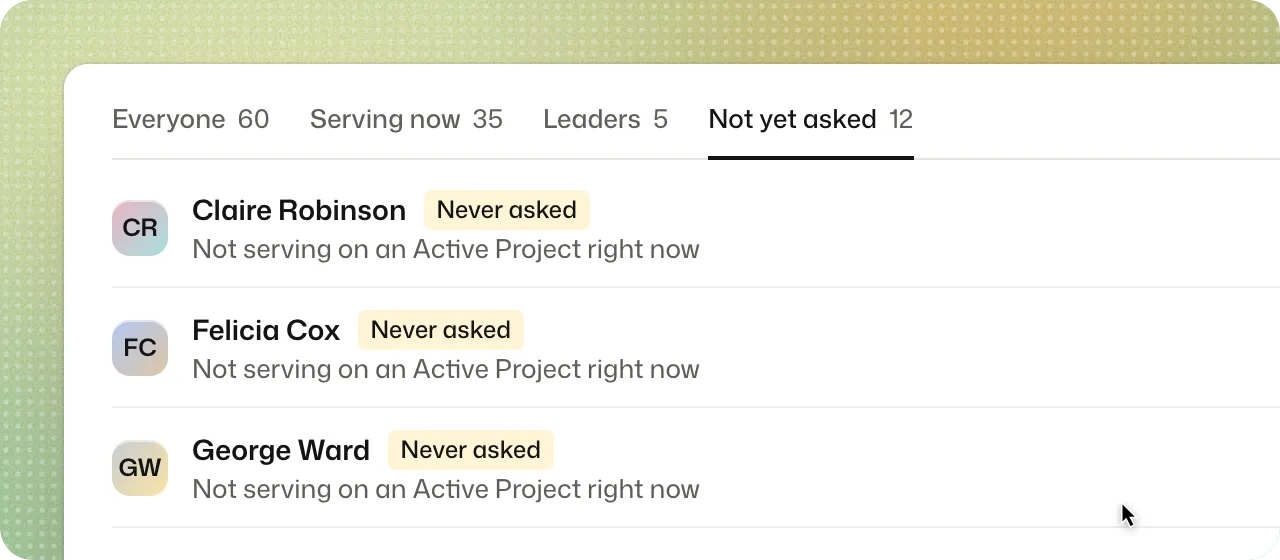 Everyone 60 Serving now 35 Leaders 5 Not yet asked 12
CR Claire Robinson Never asked
Not serving on an Active Project right now
FC Felicia Cox Never asked
Not serving on an Active Project right now
GW George Ward Never asked
Not serving on an Active Project right now